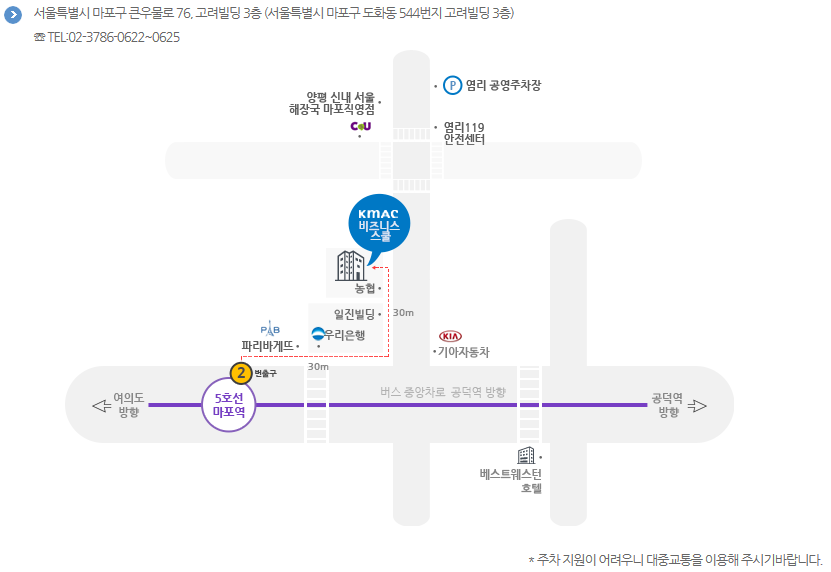 서울특별시 마포구 큰우물로 76, 고려빌딩 3층 (서울특별시 마포구 도화동 544번지 고려빌딩 3층)
☏ TEL:02-3786-0622~0625
P 염리 공영주차장
양평 신내 서울
해장국 마포직영점
CU
염리119
안전센터
KMAC
비즈니스
스쿨
농협
일진빌딩
30m
우리은행
PAB
파리바게뜨
KIA
기아자동차
30m
2 번출구
여의도
방향
5호선
마포역
버스 중앙차로 공덕역 방향
공덕역
방향
베스트웨스턴
호텔
* 주차 지원이 어려우니 대중교통을 이용해 주시기바랍니다.